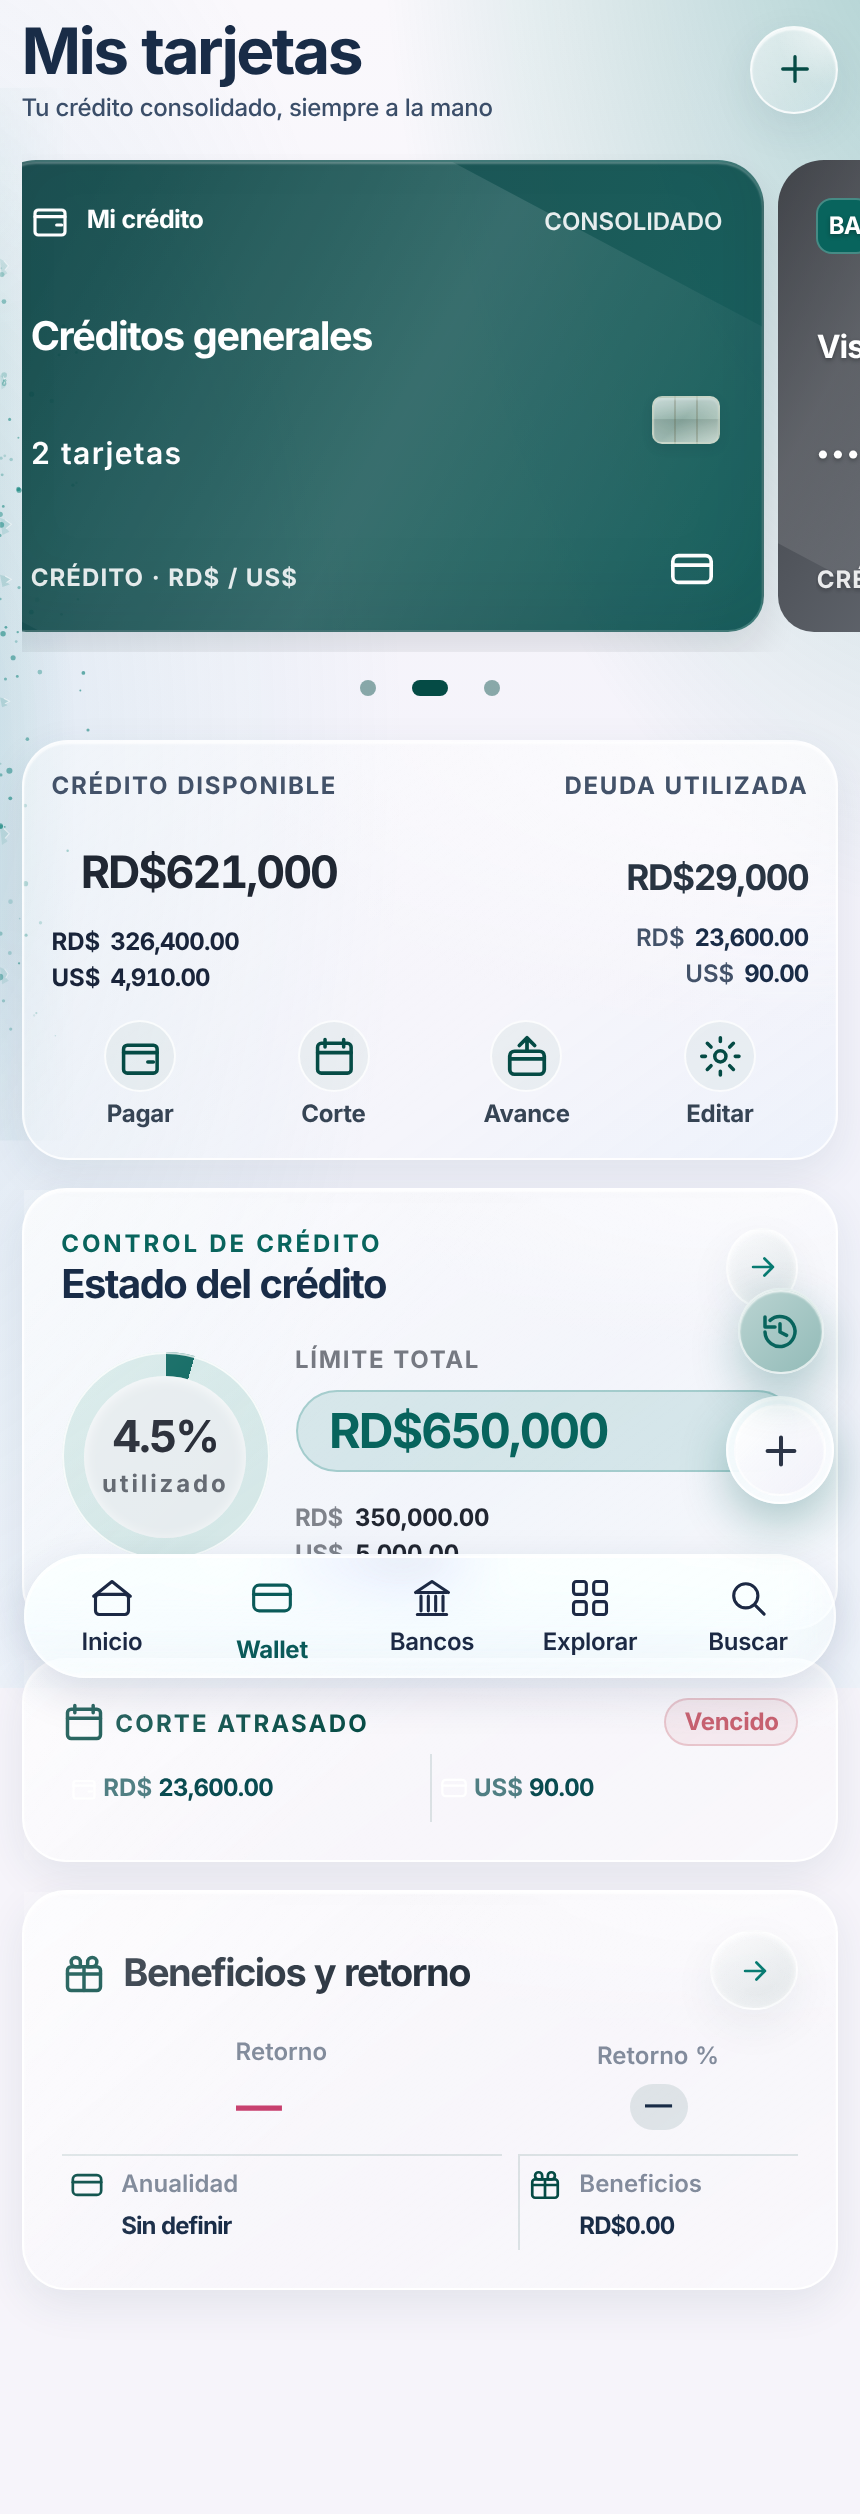 Mis tarjetas
Tu crédito consolidado, siempre a la mano
Mi crédito
CONSOLIDADO
Créditos generales
2 tarjetas
CRÉDITO · RD$ / US$
BA
Vis
••••
CRÉ
CRÉDITO DISPONIBLE
DEUDA UTILIZADA
RD$621,000
RD$29,000
RD$ 326,400.00
US$ 4,910.00
RD$ 23,600.00
US$ 90.00
Pagar
Corte
Avance
Editar
CONTROL DE CRÉDITO
Estado del crédito
4.5%
utilizado
LÍMITE TOTAL
RD$650,000
RD$ 350,000.00
US$ 5,000.00
Inicio
Wallet
Bancos
Explorar
Buscar
CORTE ATRASADO
Vencido
RD$ 23,600.00
US$ 90.00
Beneficios y retorno
Retorno
—
Retorno %
—
Anualidad
Sin definir
Beneficios
RD$0.00